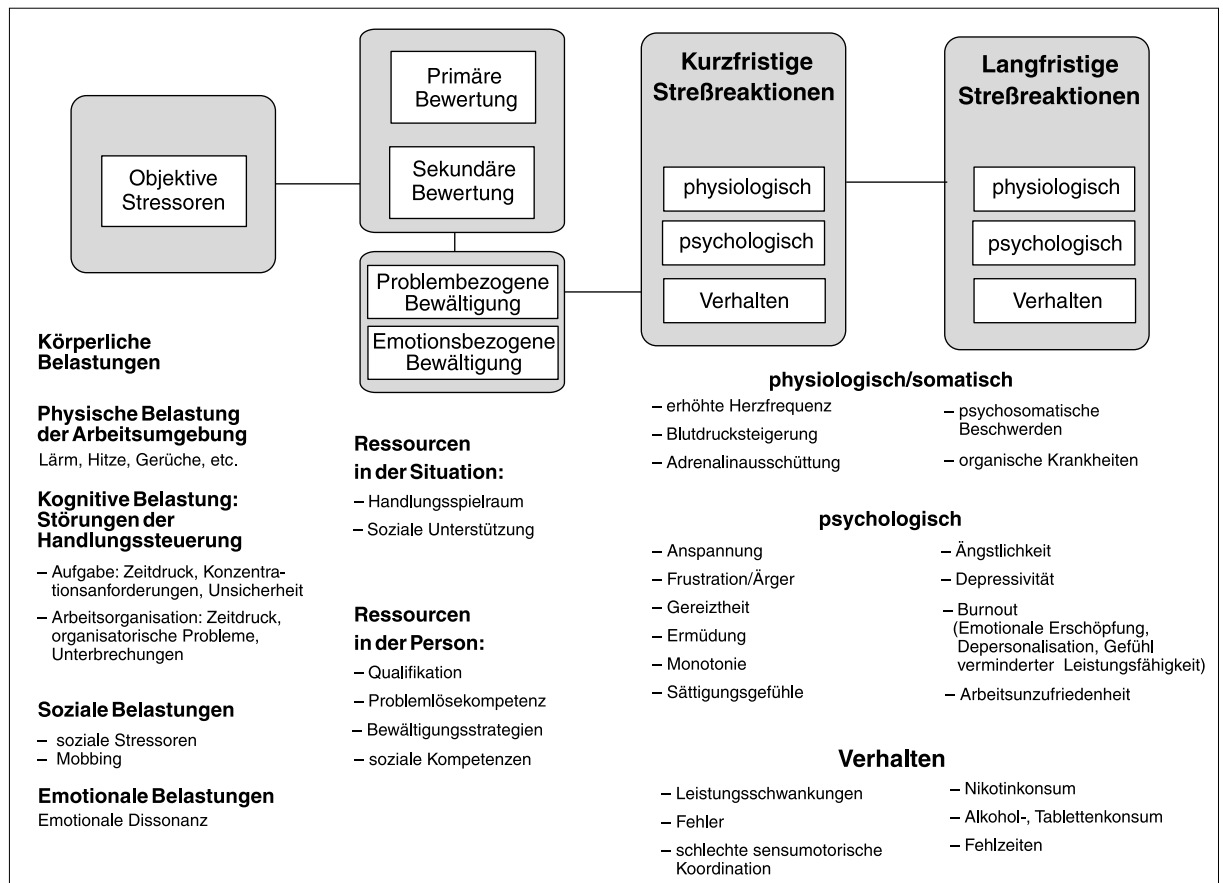 Objektive
Stressoren
Primäre
Bewertung
Sekundäre
Bewertung
Problembezogene
Bewältigung
Emotionsbezogene
Bewältigung
Kurzfristige
Streßreaktionen
physiologisch
psychologisch
Verhalten
Langfristige
Streßreaktionen
physiologisch
psychologisch
Verhalten
Körperliche
Belastungen
Physische Belastung
der Arbeitsumgebung
Lärm, Hitze, Gerüche, etc.
Kognitive Belastung:
Störungen der
Handlungssteuerung
– Aufgabe: Zeitdruck, Konzentra-
tionsanforderungen, Unsicherheit
– Arbeitsorganisation: Zeitdruck,
organisatorische Probleme,
Unterbrechungen
Soziale Belastungen
– soziale Stressoren
– Mobbing
Emotionale Belastungen
Emotionale Dissonanz
Ressourcen
in der Situation:
– Handlungsspielraum
– Soziale Unterstützung
Ressourcen
in der Person:
– Qualifikation
– Problemlösekompetenz
– Bewältigungsstrategien
– soziale Kompetenzen
physiologisch/somatisch
– erhöhte Herzfrequenz
– Blutdrucksteigerung
– Adrenalinausschüttung
– psychosomatische
Beschwerden
– organische Krankheiten
psychologisch
– Anspannung
– Frustration/Ärger
– Gereiztheit
– Ermüdung
– Monotonie
– Sättigungsgefühle
– Ängstlichkeit
– Depressivität
– Burnout
(Emotionale Erschöpfung,
Depersonalisation, Gefühl
verminderter Leistungsfähigkeit)
– Arbeitsunzufriedenheit
Verhalten
– Leistungsschwankungen
– Fehler
– schlechte sensumotorische
Koordination
– Nikotinkonsum
– Alkohol-, Tablettenkonsum
– Fehlzeiten